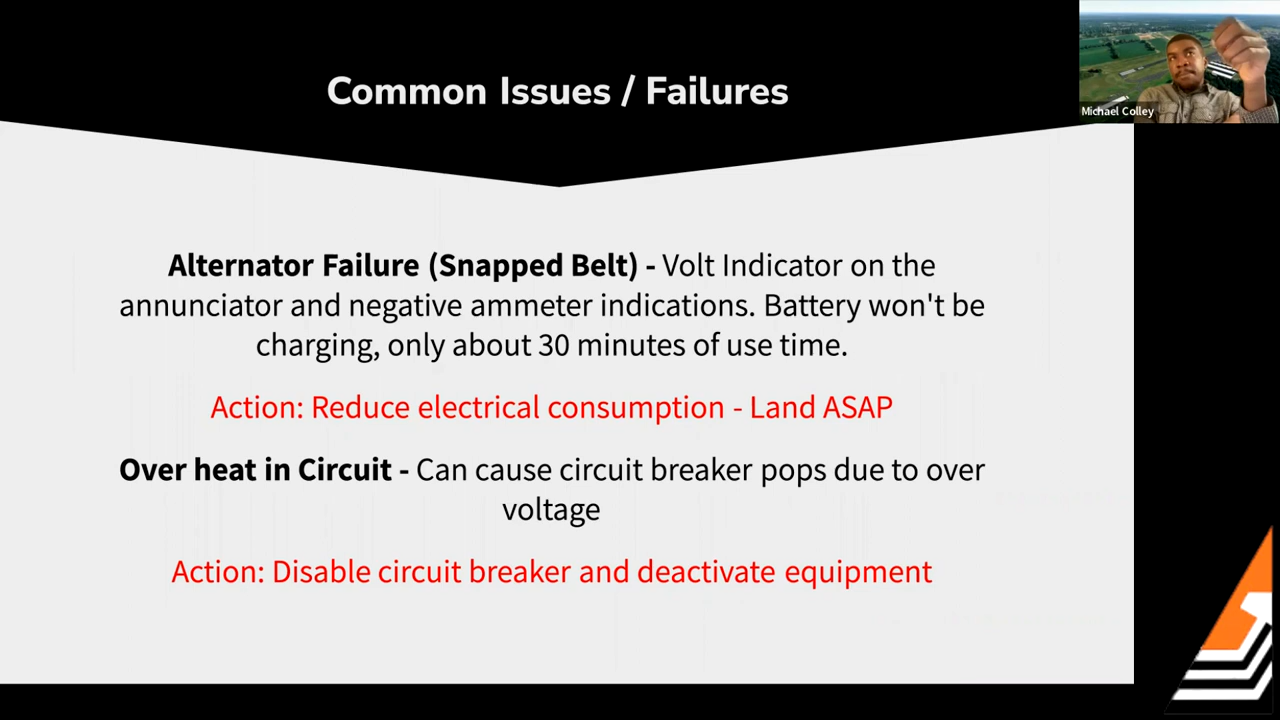 Common Issues / Failures
Michael Colley
Alternator Failure (Snapped Belt) - Volt Indicator on the
annunciator and negative ammeter indications. Battery won't be
charging, only about 30 minutes of use time.
Action: Reduce electrical consumption - Land ASAP
Over heat in Circuit - Can cause circuit breaker pops due to over
voltage
Action: Disable circuit breaker and deactivate equipment